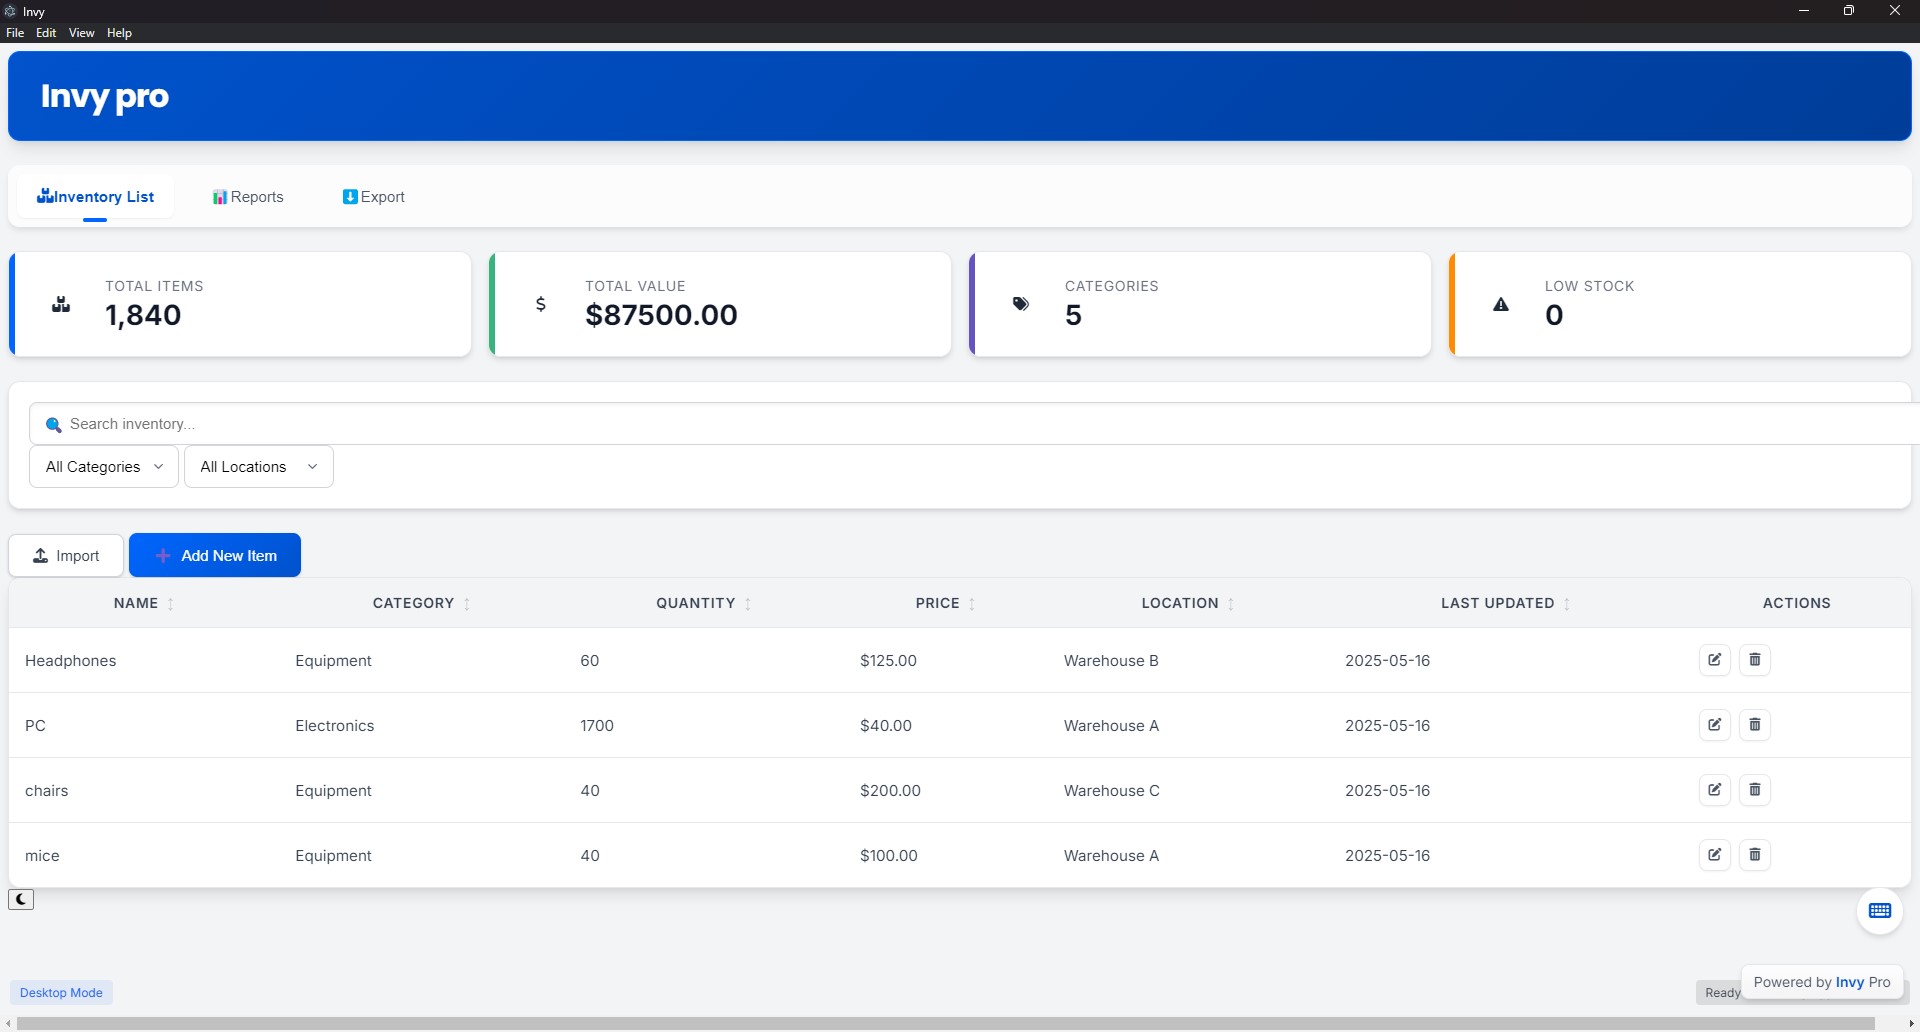 Invy
File Edit View Help
Invy pro
Inventory List Reports Export
TOTAL ITEMS
1,840
TOTAL VALUE
$87500.00
CATEGORIES
5
LOW STOCK
0
Search inventory...
All Categories All Locations
Import Add New Item
NAME CATEGORY QUANTITY PRICE LOCATION LAST UPDATED ACTIONS
Headphones Equipment 60 $125.00 Warehouse B 2025-05-16
PC Electronics 1700 $40.00 Warehouse A 2025-05-16
chairs Equipment 40 $200.00 Warehouse C 2025-05-16
mice Equipment 40 $100.00 Warehouse A 2025-05-16
Powered by Invy Pro
Desktop Mode Ready